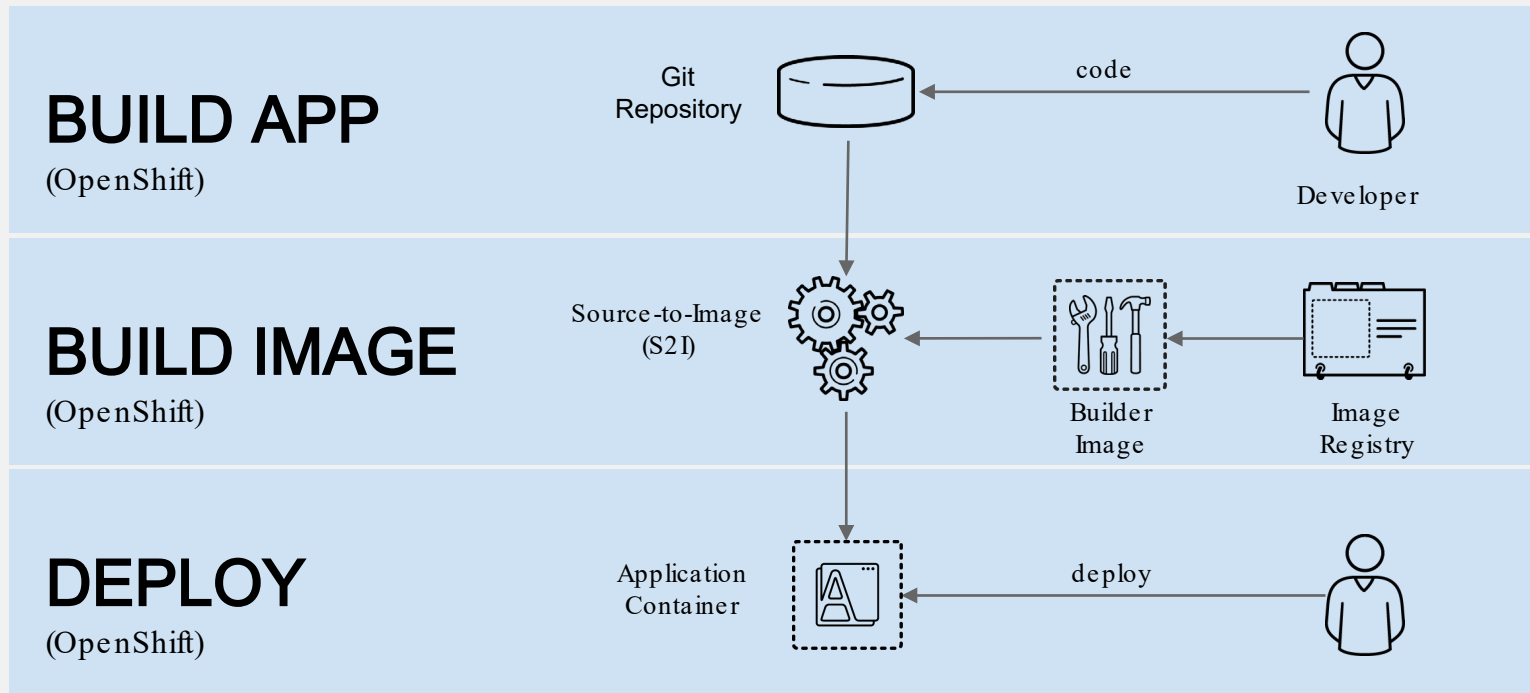 BUILD APP
(OpenShift)
Git
Repository
code
Developer
BUILD IMAGE
(OpenShift)
Source-to-Image
(S2I)
Builder
Image
Image
Registry
DEPLOY
(OpenShift)
Application
Container
deploy
A